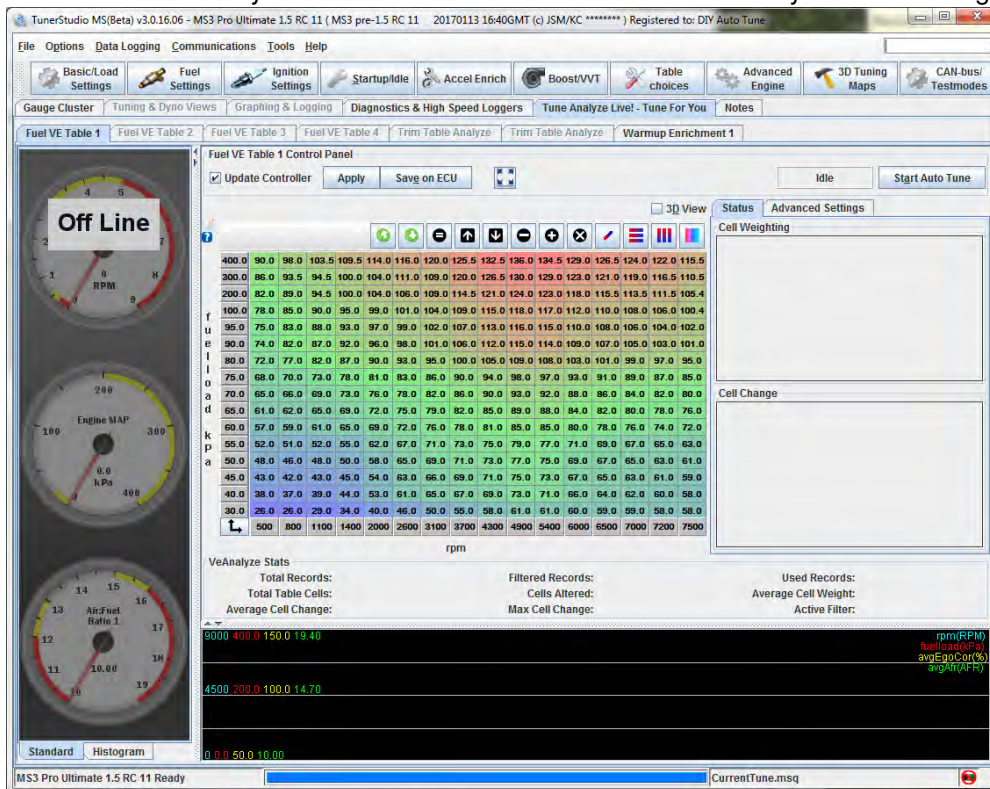 TunerStudio MS(Beta) v3.0.16.06 - MS3 Pro Ultimate 1.5 RC 11 ( MS3 pre-1.5 RC 11 20170113 16:40GMT (c) JSM/KC ******** ) Registered to: DIY Auto Tune
File Options Data Logging Communications Tools Help
Basic/Load Settings Fuel Settings Ignition Settings Startup/Idle Accel Enrich Boost/VVT Table choices Advanced Engine 3D Tuning Maps CAN-bus/ Testmodes
Gauge Cluster Tuning & Dyno Views Graphing & Logging Diagnostics & High Speed Loggers Tune Analyze Live! - Tune For You Notes
Fuel VE Table 1 Fuel VE Table 2 Fuel VE Table 3 Fuel VE Table 4 Trim Table Analyze Trim Table Analyze Warmup Enrichment 1
Fuel VE Table 1 Control Panel
Update Controller Apply Save on ECU Idle Start Auto Tune
3D View Status Advanced Settings
Cell Weighting
400.0 90.0 98.0 103.5 109.5 114.0 116.0 120.0 125.5 132.5 136.0 134.5 129.0 126.5 124.0 122.0 115.5
300.0 86.0 93.5 94.5 100.0 104.0 111.0 109.0 120.0 126.5 130.0 129.0 123.0 121.0 119.0 116.5 110.5
200.0 82.0 89.0 94.5 100.0 104.0 106.0 109.0 114.5 121.0 124.0 123.0 118.0 115.5 113.5 111.5 105.4
100.0 78.0 85.0 90.0 95.0 99.0 101.0 104.0 109.0 115.0 118.0 117.0 112.0 110.0 108.0 106.0 100.4
95.0 75.0 83.0 88.0 93.0 97.0 99.0 102.0 107.0 113.0 116.0 115.0 110.0 108.0 106.0 104.0 102.0
90.0 74.0 82.0 87.0 92.0 96.0 98.0 101.0 106.0 112.0 115.0 114.0 109.0 107.0 105.0 103.0 101.0
80.0 72.0 77.0 82.0 87.0 90.0 93.0 95.0 100.0 105.0 109.0 108.0 103.0 101.0 99.0 97.0 95.0
75.0 68.0 70.0 73.0 78.0 81.0 83.0 86.0 90.0 94.0 98.0 97.0 93.0 91.0 89.0 87.0 85.0
70.0 65.0 66.0 69.0 73.0 76.0 78.0 82.0 86.0 90.0 93.0 92.0 88.0 86.0 84.0 82.0 80.0
65.0 61.0 62.0 65.0 69.0 72.0 75.0 79.0 82.0 85.0 89.0 88.0 84.0 82.0 80.0 78.0 76.0
60.0 57.0 59.0 61.0 65.0 69.0 72.0 76.0 78.0 81.0 85.0 85.0 80.0 78.0 76.0 74.0 72.0
55.0 52.0 51.0 52.0 55.0 62.0 67.0 71.0 73.0 75.0 79.0 77.0 71.0 69.0 67.0 65.0 63.0
50.0 48.0 46.0 48.0 50.0 58.0 65.0 69.0 71.0 73.0 77.0 75.0 69.0 67.0 65.0 63.0 61.0
45.0 43.0 42.0 43.0 45.0 54.0 63.0 66.0 69.0 71.0 75.0 73.0 67.0 65.0 63.0 61.0 59.0
40.0 38.0 37.0 39.0 44.0 53.0 61.0 65.0 67.0 69.0 73.0 71.0 66.0 64.0 62.0 60.0 58.0
30.0 26.0 26.0 29.0 34.0 40.0 46.0 50.0 55.0 58.0 61.0 61.0 60.0 59.0 59.0 58.0 58.0
500 800 1100 1400 2000 2600 3100 3700 4300 4900 5400 6000 6500 7000 7200 7500
fuelload kPa
rpm
Cell Change
Off Line
1 2 4 5 8 9
0
RPM
100 200 300 400
Engine MAP
0.0
kPa
10 11 12 13 14 15 16 17 18 19
Air:Fuel
Ratio 1
10.00
VeAnalyze Stats
Total Records: Filtered Records: Used Records:
Total Table Cells: Cells Altered: Average Cell Weight:
Average Cell Change: Max Cell Change: Active Filter:
9000 400.0 150.0 19.40 rpm(RPM)
fuelload(kPa)
avgEgoCor(%)
avgAfr(AFR)
4500 200.0 100.0 14.70
0 0.0 50.0 10.00
Standard Histogram
MS3 Pro Ultimate 1.5 RC 11 Ready CurrentTune.msq